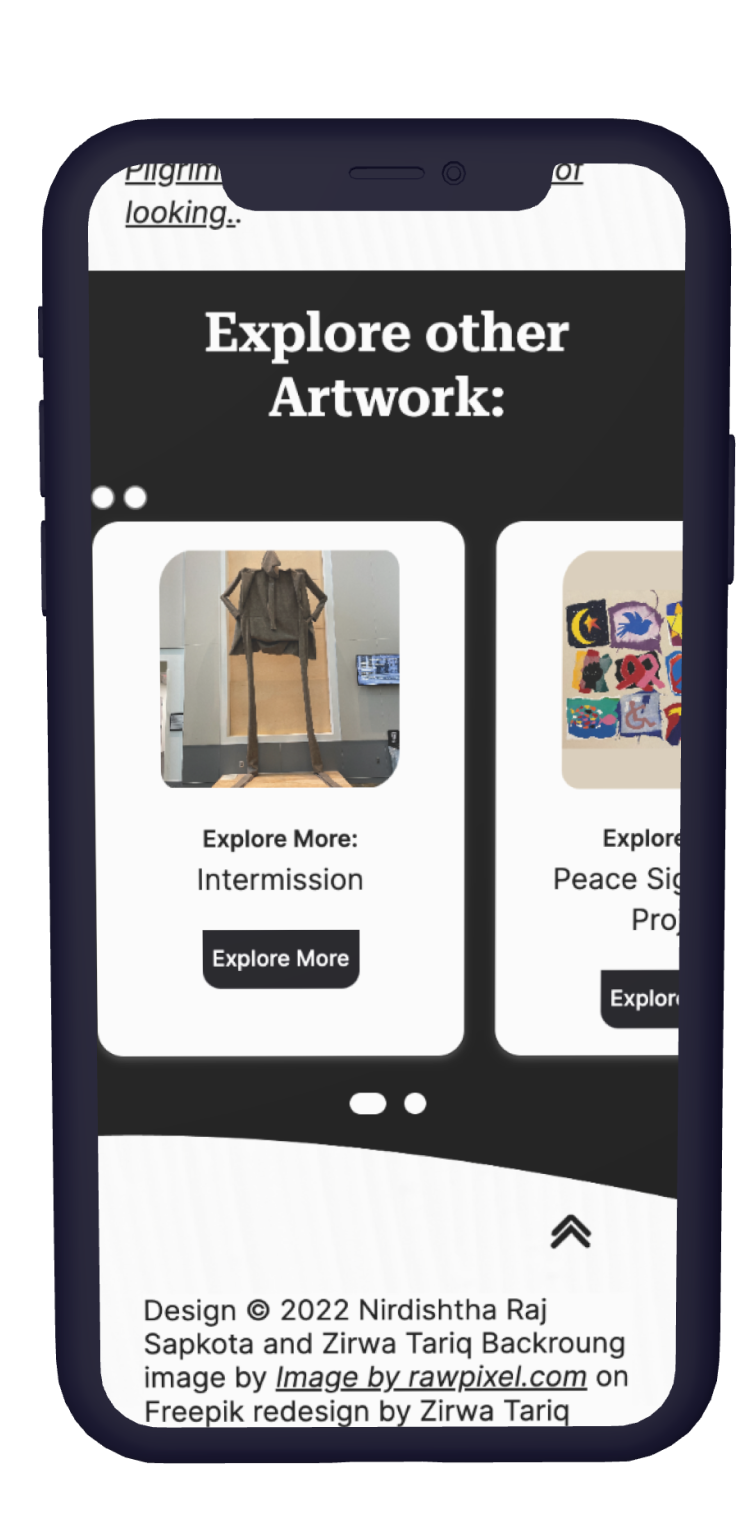 Pilgrim of
looking..
Explore other
Artwork:
Explore More:
Intermission
Explore More
Explore
Peace Sig
Proj
Explore
Design © 2022 Nirdishtha Raj
Sapkota and Zirwa Tariq Backroung
image by Image by rawpixel.com on
Freepik redesign by Zirwa Tariq